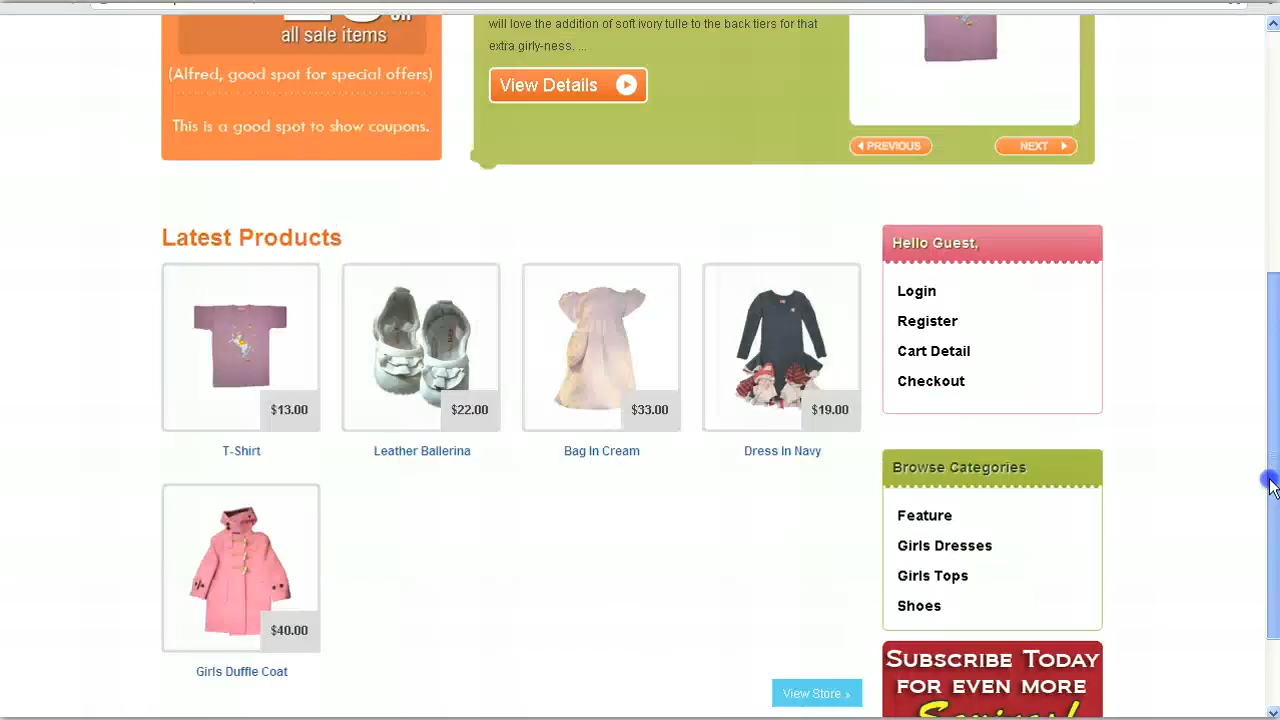 off
all sale items
(Alfred, good spot for special offers)
This is a good spot to show coupons.
will love the addition of soft ivory tulle to the back tiers for that
extra girly-ness. ...
View Details
PREVIOUS
NEXT
Latest Products
$13.00
$22.00
$33.00
$19.00
T-Shirt
Leather Ballerina
Bag In Cream
Dress In Navy
$40.00
Girls Duffle Coat
View Store »
Hello Guest,
Login
Register
Cart Detail
Checkout
Browse Categories
Feature
Girls Dresses
Girls Tops
Shoes
SUBSCRIBE TODAY
FOR EVEN MORE